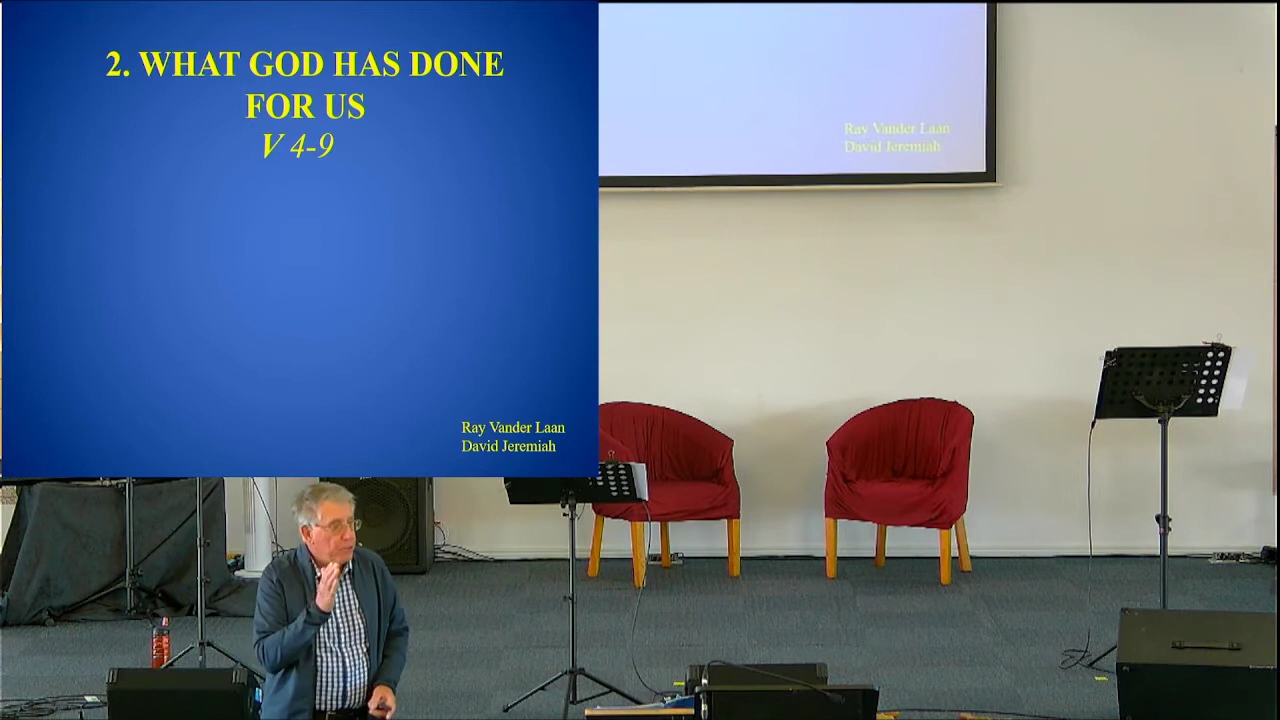 2. WHAT GOD HAS DONE
FOR US
V 4-9
Ray Vander Laan
David Jeremiah
Ray Vander Laan
David Jeremiah